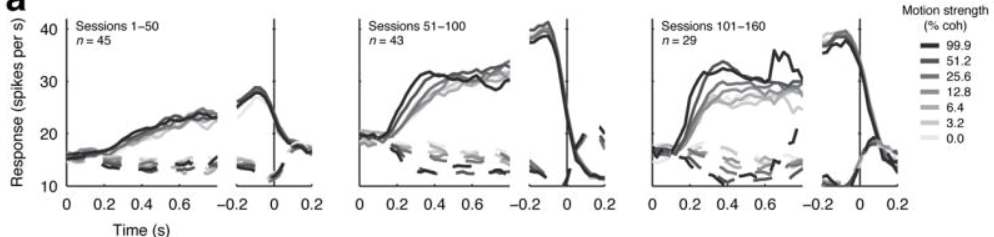 a
Sessions 1–50
n = 45
Sessions 51–100
n = 43
Sessions 101–160
n = 29
Motion strength
(% coh)
99.9
51.2
25.6
12.8
6.4
3.2
0.0
Response (spikes per s)
40
30
20
10
0 0.2 0.4 0.6 −0.2 0 0.2
0 0.2 0.4 0.6 −0.2 0 0.2
0 0.2 0.4 0.6 −0.2 0 0.2
Time (s)